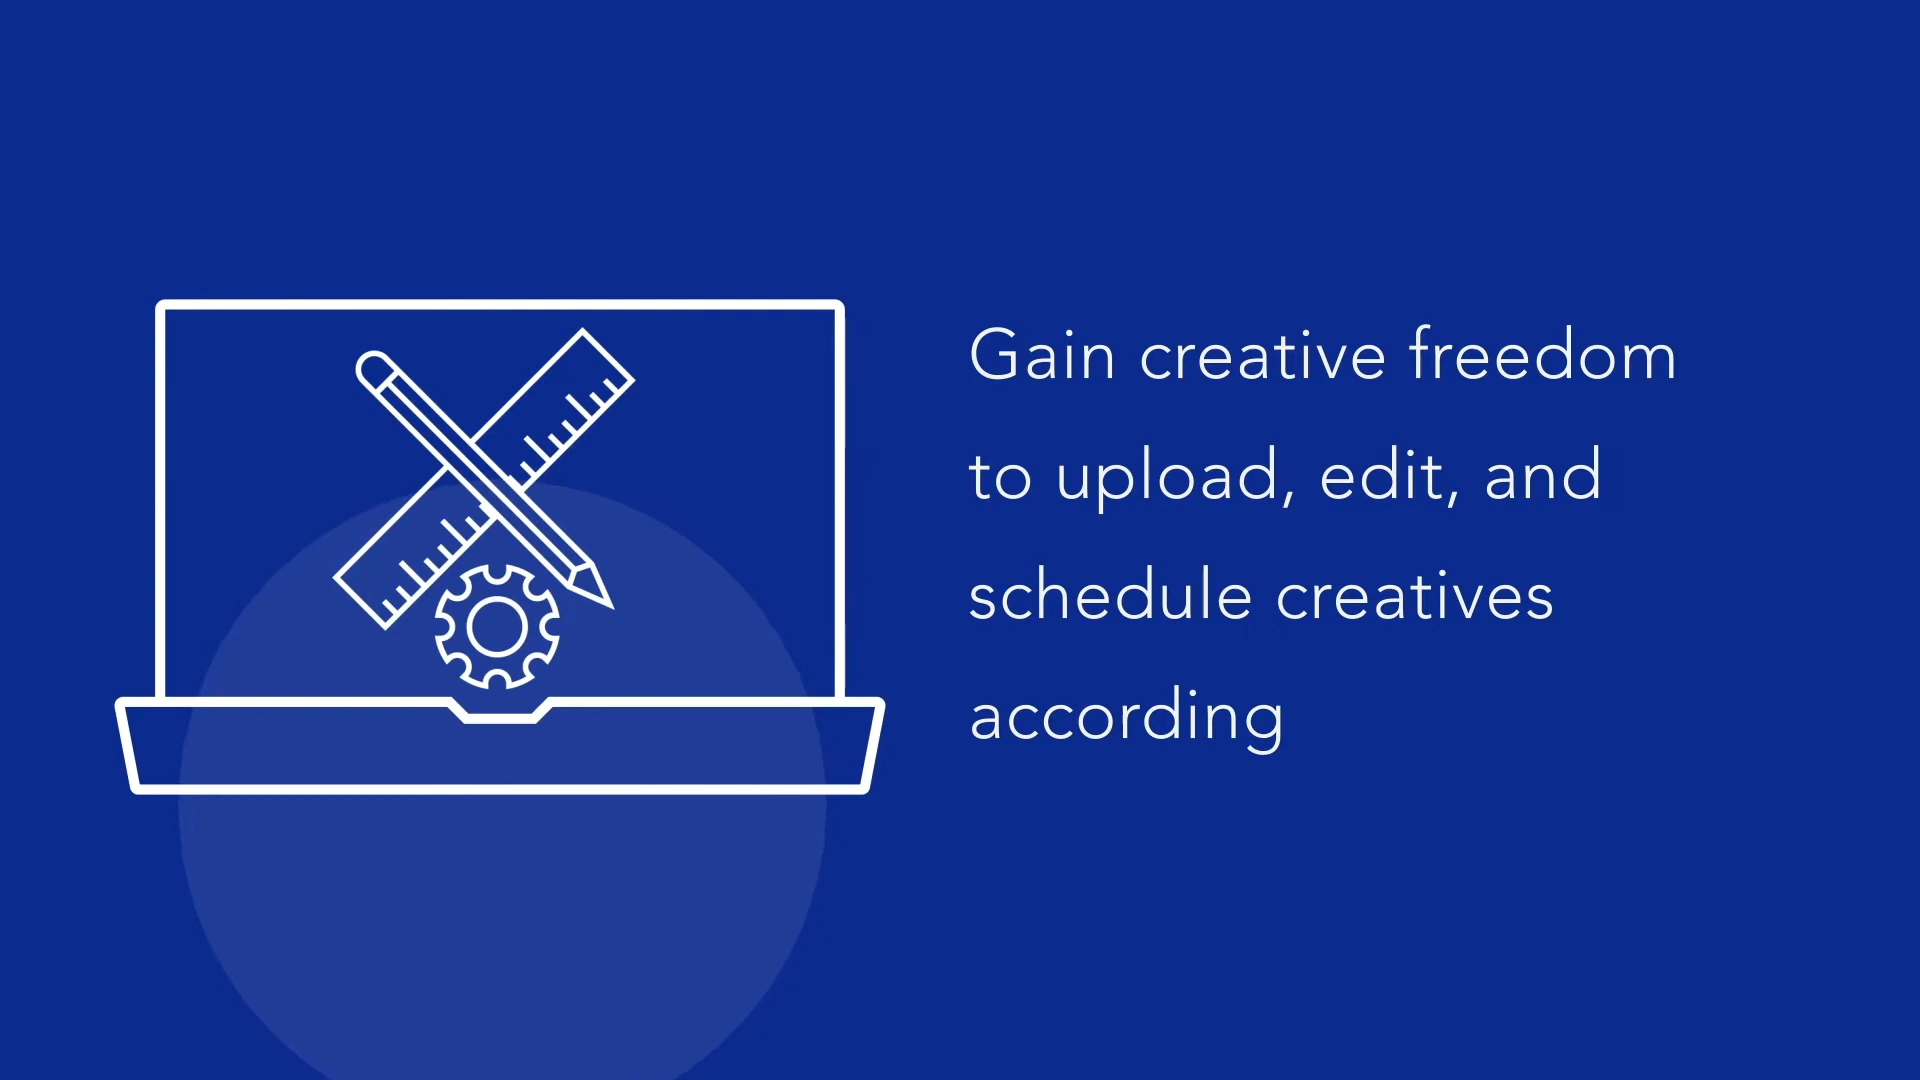 Gain creative freedom
to upload, edit, and
schedule creatives
according